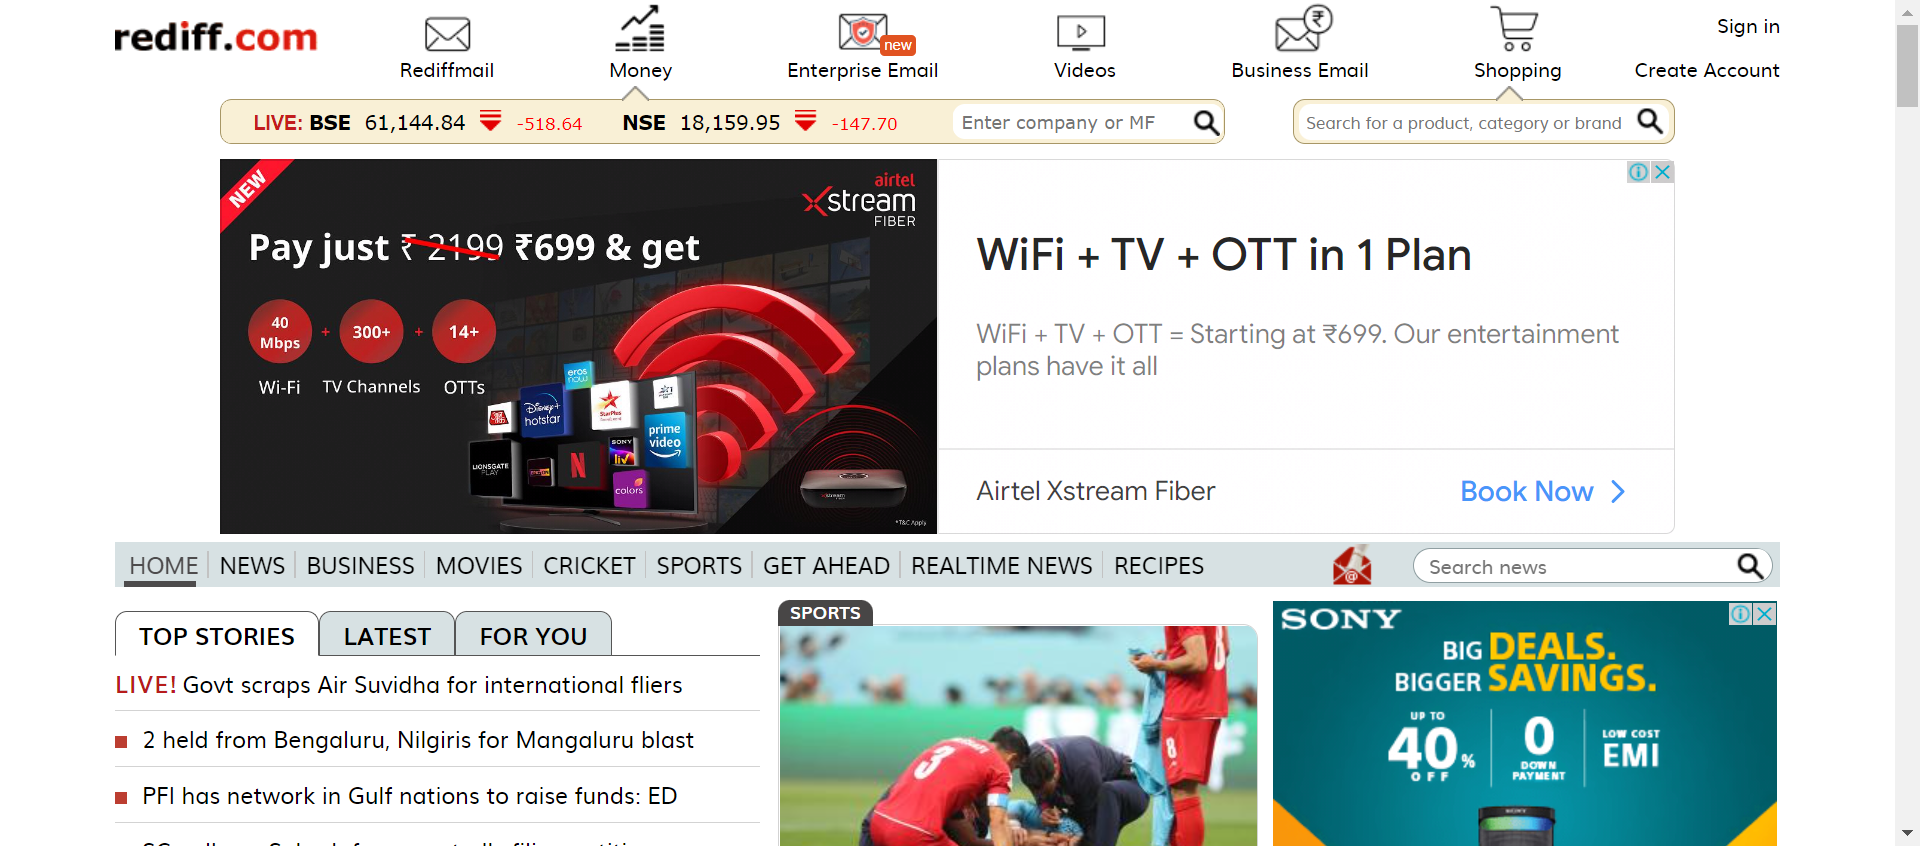 rediff.com
Rediffmail
Money
new
Enterprise Email
Videos
₹
Business Email
Shopping
Sign in
Create Account
LIVE: BSE 61,144.84 -518.64 NSE 18,159.95 -147.70
Enter company or MF
Search for a product, category or brand
NEW
airtel
Xstream
FIBER
Pay just ₹ 2199 ₹699 & get
40 Mbps + 300+ + 14+
Wi-Fi TV Channels OTTs
eros now
Disney+ hotstar
StarPlus
prime video
LIONSGATE PLAY
N
SONY liv
colors
xstream
*T&C Apply
WiFi + TV + OTT in 1 Plan
WiFi + TV + OTT = Starting at ₹699. Our entertainment
plans have it all
Airtel Xstream Fiber
Book Now
HOME NEWS BUSINESS MOVIES CRICKET SPORTS GET AHEAD REALTIME NEWS RECIPES
@
Search news
TOP STORIES LATEST FOR YOU
LIVE! Govt scraps Air Suvidha for international fliers
2 held from Bengaluru, Nilgiris for Mangaluru blast
PFI has network in Gulf nations to raise funds: ED
SPORTS
3
8
SONY
BIG DEALS.
BIGGER SAVINGS.
UP TO
40%
OFF
0
DOWN
PAYMENT
LOW COST
EMI
SONY